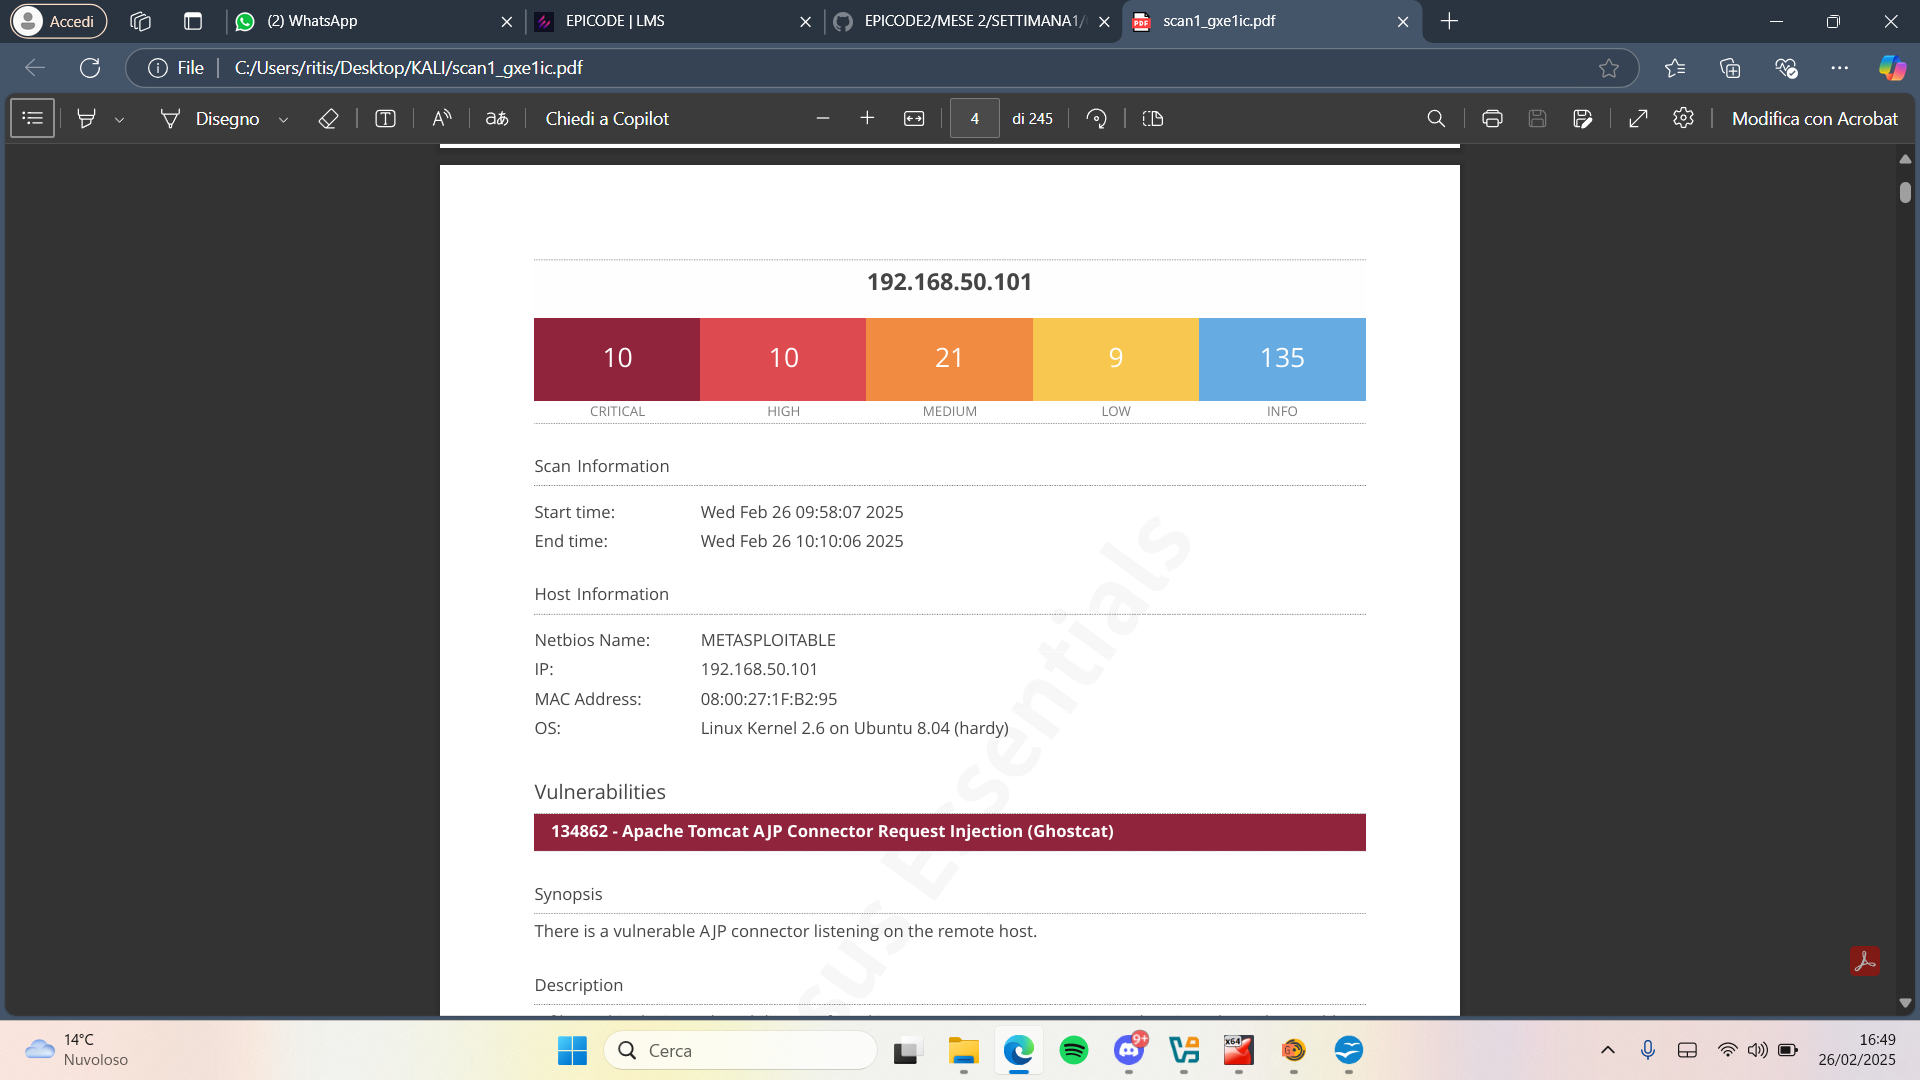 Accedi
(2) WhatsApp
EPICODE | LMS
EPICODE2/MESE 2/SETTIMANA1/
scan1_gxe1ic.pdf
File
C:/Users/ritis/Desktop/KALI/scan1_gxe1ic.pdf
Disegno
Chiedi a Copilot
4
di 245
Modifica con Acrobat
192.168.50.101
10 10 21 9 135
CRITICAL HIGH MEDIUM LOW INFO
Scan Information
Start time: Wed Feb 26 09:58:07 2025
End time: Wed Feb 26 10:10:06 2025
Host Information
Netbios Name: METASPLOITABLE
IP: 192.168.50.101
MAC Address: 08:00:27:1F:B2:95
OS: Linux Kernel 2.6 on Ubuntu 8.04 (hardy)
Vulnerabilities
134862 - Apache Tomcat AJP Connector Request Injection (Ghostcat)
Synopsis
There is a vulnerable AJP connector listening on the remote host.
Description
sus Essentials
14°C
Nuvoloso
Cerca
9+
X64
16:49
26/02/2025